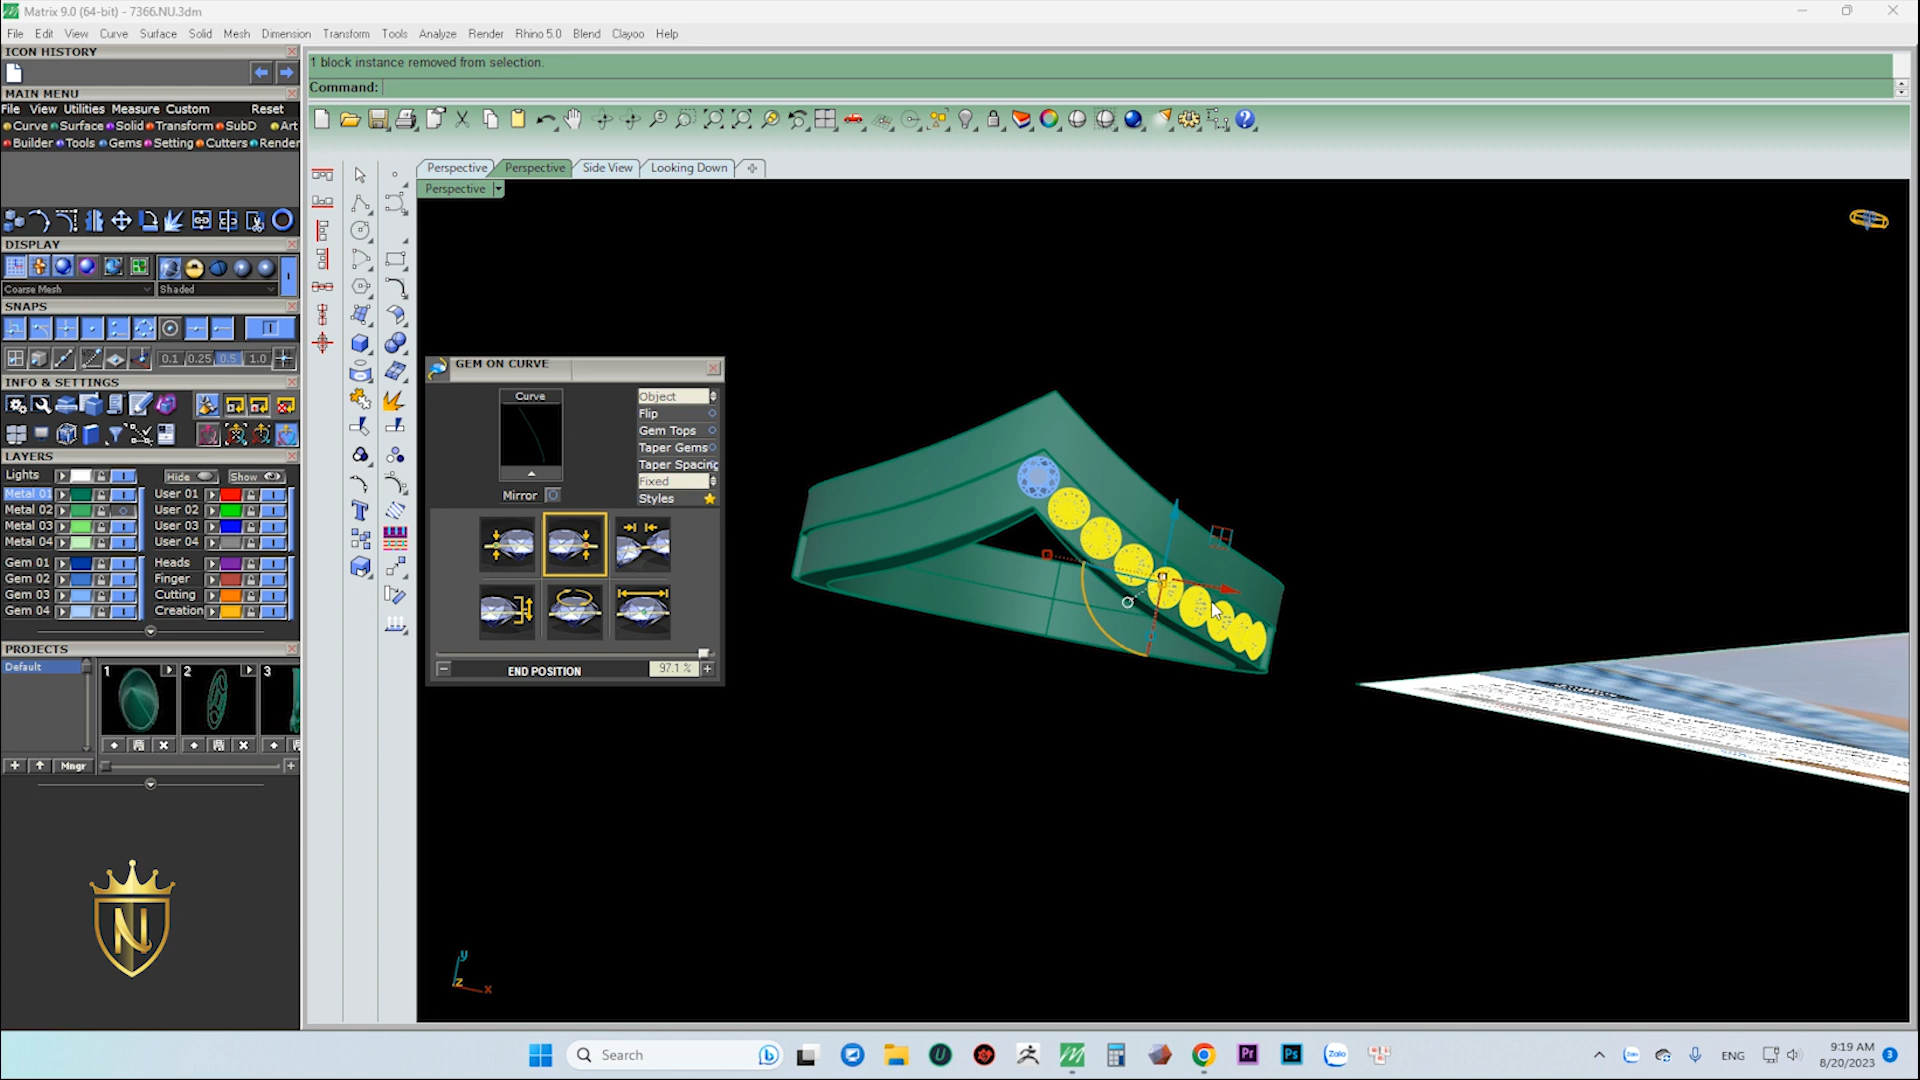 Matrix 9.0 (64-bit) - 7366.NU.3dm
File Edit View Curve Surface Solid Mesh Dimension Transform Tools Analyze Render Rhino 5.0 Blend Clayoo Help
ICON HISTORY
1 block instance removed from selection.
Command:
MAIN MENU
File View Utilities Measure Custom Reset
Curve Surface Solid Transform SubD Art
Builder Tools Gems Setting Cutters Render
Perspective Perspective Side View Looking Down
Perspective
DISPLAY
Coarse Mesh Shaded
SNAPS
0.1 0.25 0.5 1.0
INFO & SETTINGS
LAYERS
Lights Hide Show
Metal 01 User 01
Metal 02 User 02
Metal 03 User 03
Metal 04 User 04
Gem 01 Heads
Gem 02 Finger
Gem 03 Cutting
Gem 04 Creation
PROJECTS
Default
1 2 3
Mngr
GEM ON CURVE
Curve
Object
Flip
Gem Tops
Taper Gems
Taper Spacing
Fixed
Styles
Mirror
END POSITION 97.1 %
N
y
z x
Search
U
Pr
Ps
Zalo
Zalo
ENG
9:19 AM
8/20/2023
3